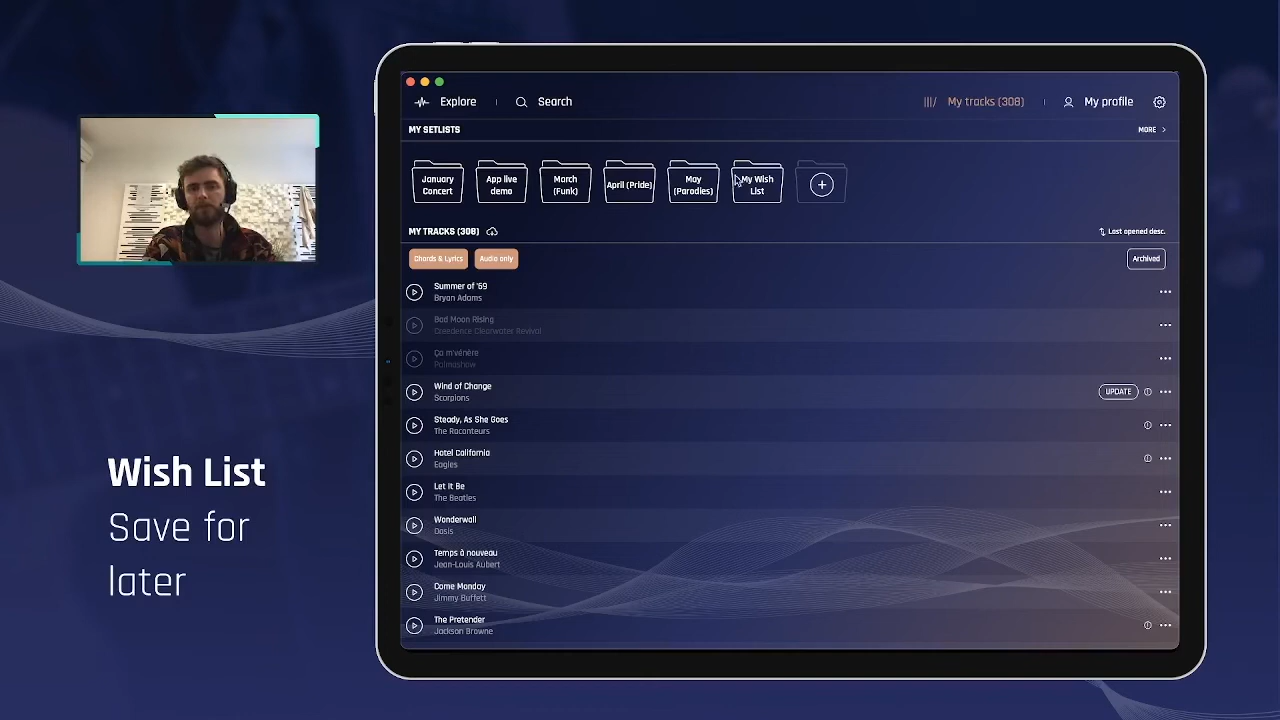 Explore
Search
My tracks (308)
My profile
MY SETLISTS
MORE
January
Concert
App live
demo
March
(Funk)
April (Pride)
May
(Parodies)
My Wish
List
MY TRACKS (308)
Last opened desc.
Chords & Lyrics
Audio only
Archived
Summer of '69
Bryan Adams
Bad Moon Rising
Creedence Clearwater Revival
Ça m'vénère
Palmashow
Wind of Change
Scorpions
UPDATE
Steady, As She Goes
The Raconteurs
Hotel California
Eagles
Let It Be
The Beatles
Wonderwall
Oasis
Temps à nouveau
Jean-Louis Aubert
Come Monday
Jimmy Buffett
The Pretender
Jackson Browne
Wish List
Save for
later